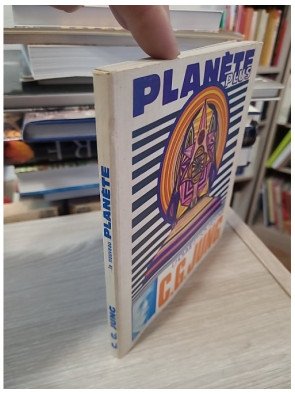 PLANÈTE
PLUS
C. G. JUNG
le nouveau PLANÈTE
C. G. JUNG